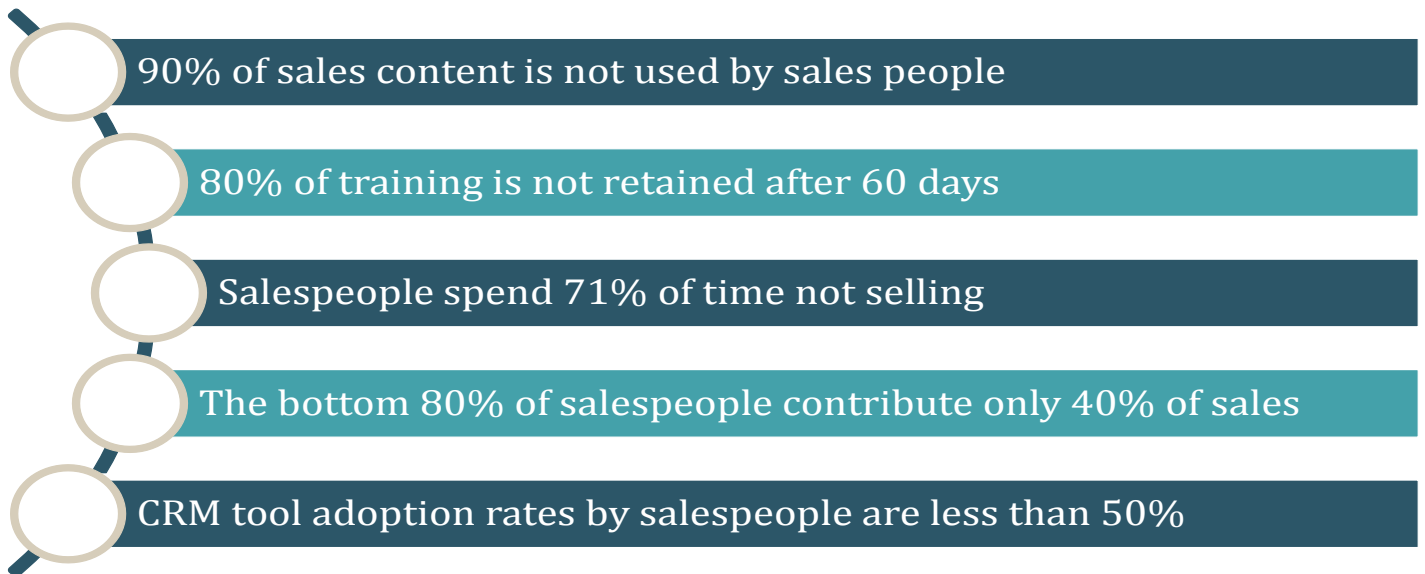 90% of sales content is not used by sales people
80% of training is not retained after 60 days
Salespeople spend 71% of time not selling
The bottom 80% of salespeople contribute only 40% of sales
CRM tool adoption rates by salespeople are less than 50%